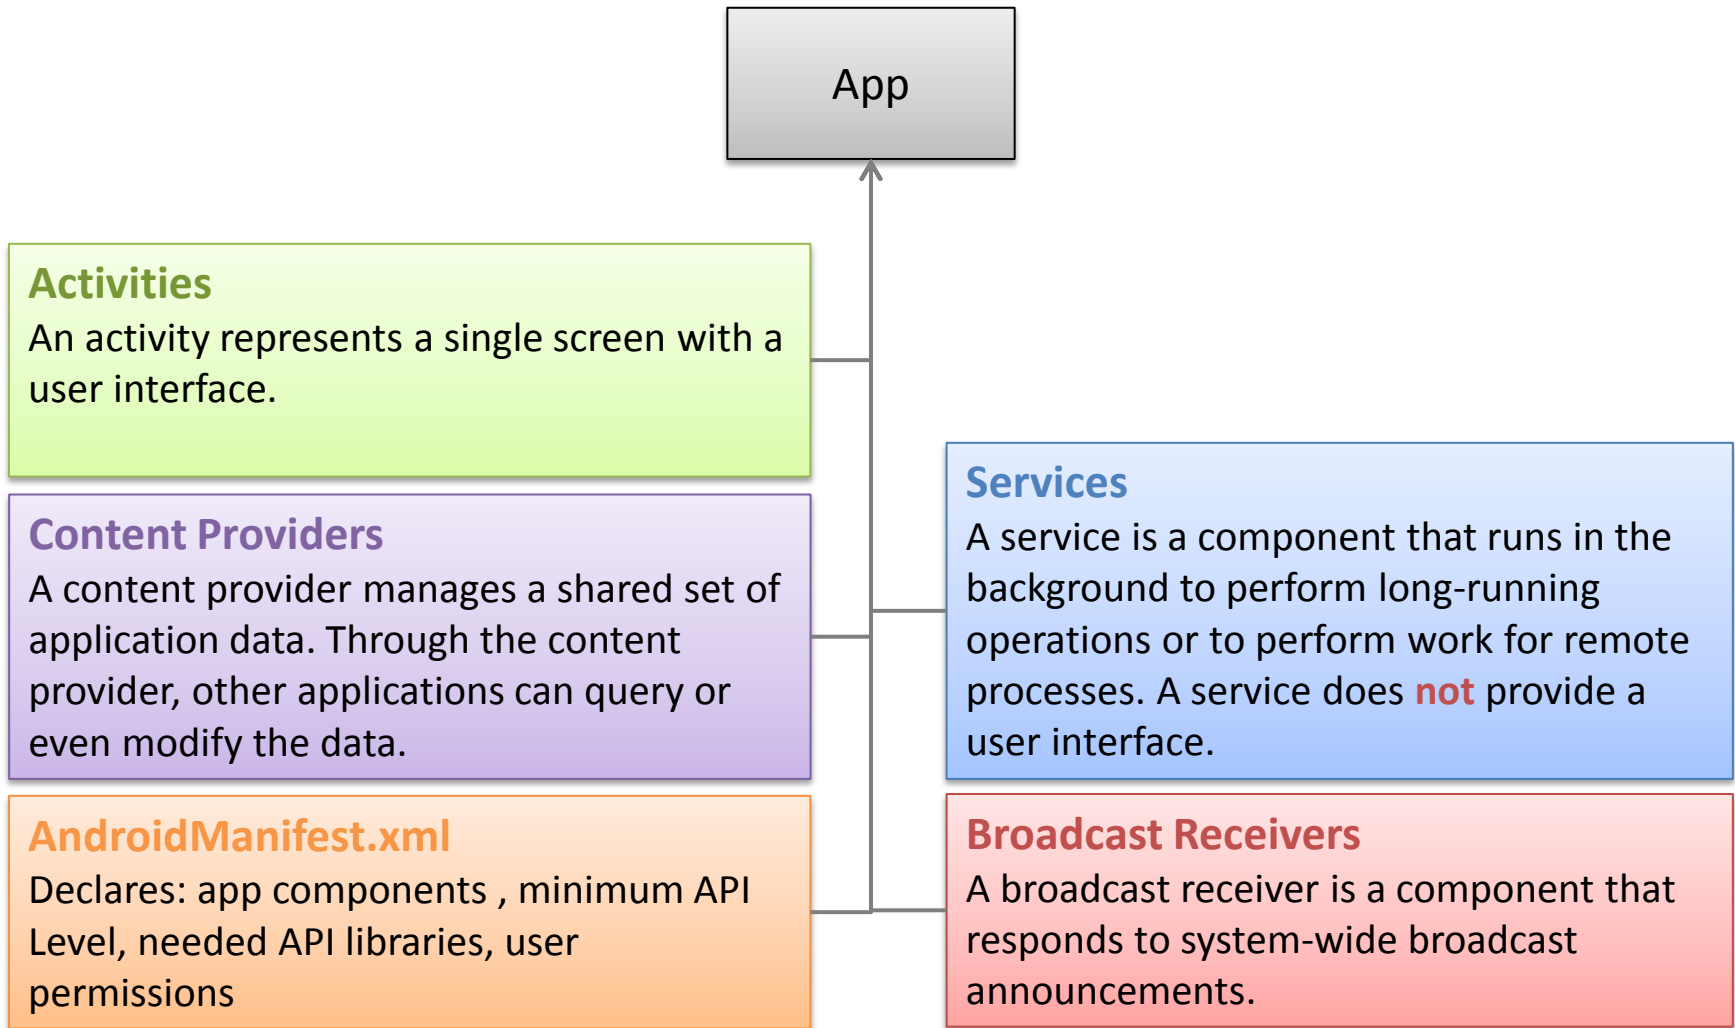 App
Activities
An activity represents a single screen with a
user interface.
Content Providers
A content provider manages a shared set of
application data. Through the content
provider, other applications can query or
even modify the data.
AndroidManifest.xml
Declares: app components , minimum API
Level, needed API libraries, user
permissions
Services
A service is a component that runs in the
background to perform long-running
operations or to perform work for remote
processes. A service does not provide a
user interface.
Broadcast Receivers
A broadcast receiver is a component that
responds to system-wide broadcast
announcements.